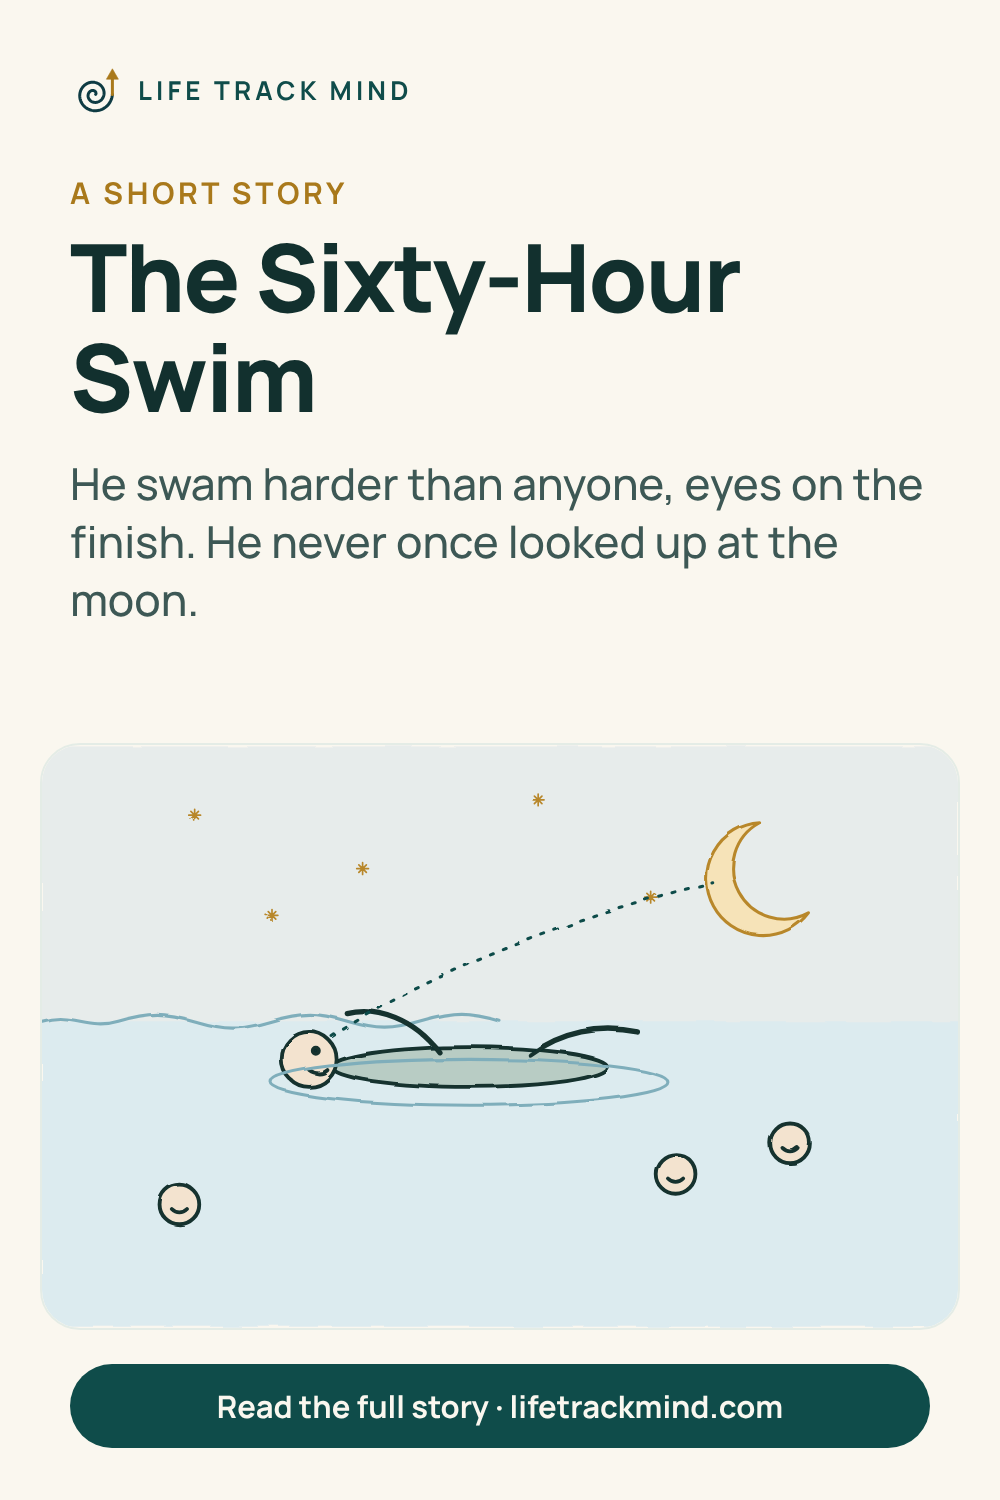 LIFE TRACK MIND
A SHORT STORY
The Sixty-Hour
Swim
He swam harder than anyone, eyes on the
finish. He never once looked up at the
moon.
Read the full story · lifetrackmind.com